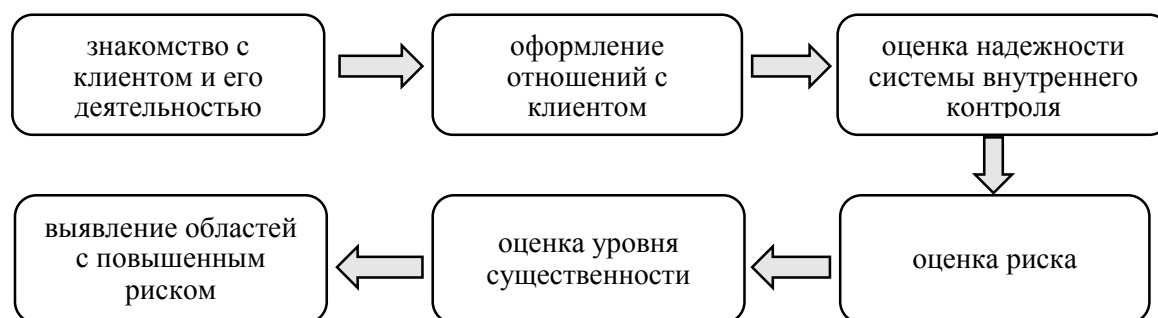 знакомство с
клиентом и его
деятельностью
оформление
отношений с
клиентом
оценка надежности
системы внутреннего
контроля
оценка риска
оценка уровня
существенности
выявление областей
с повышенным
риском